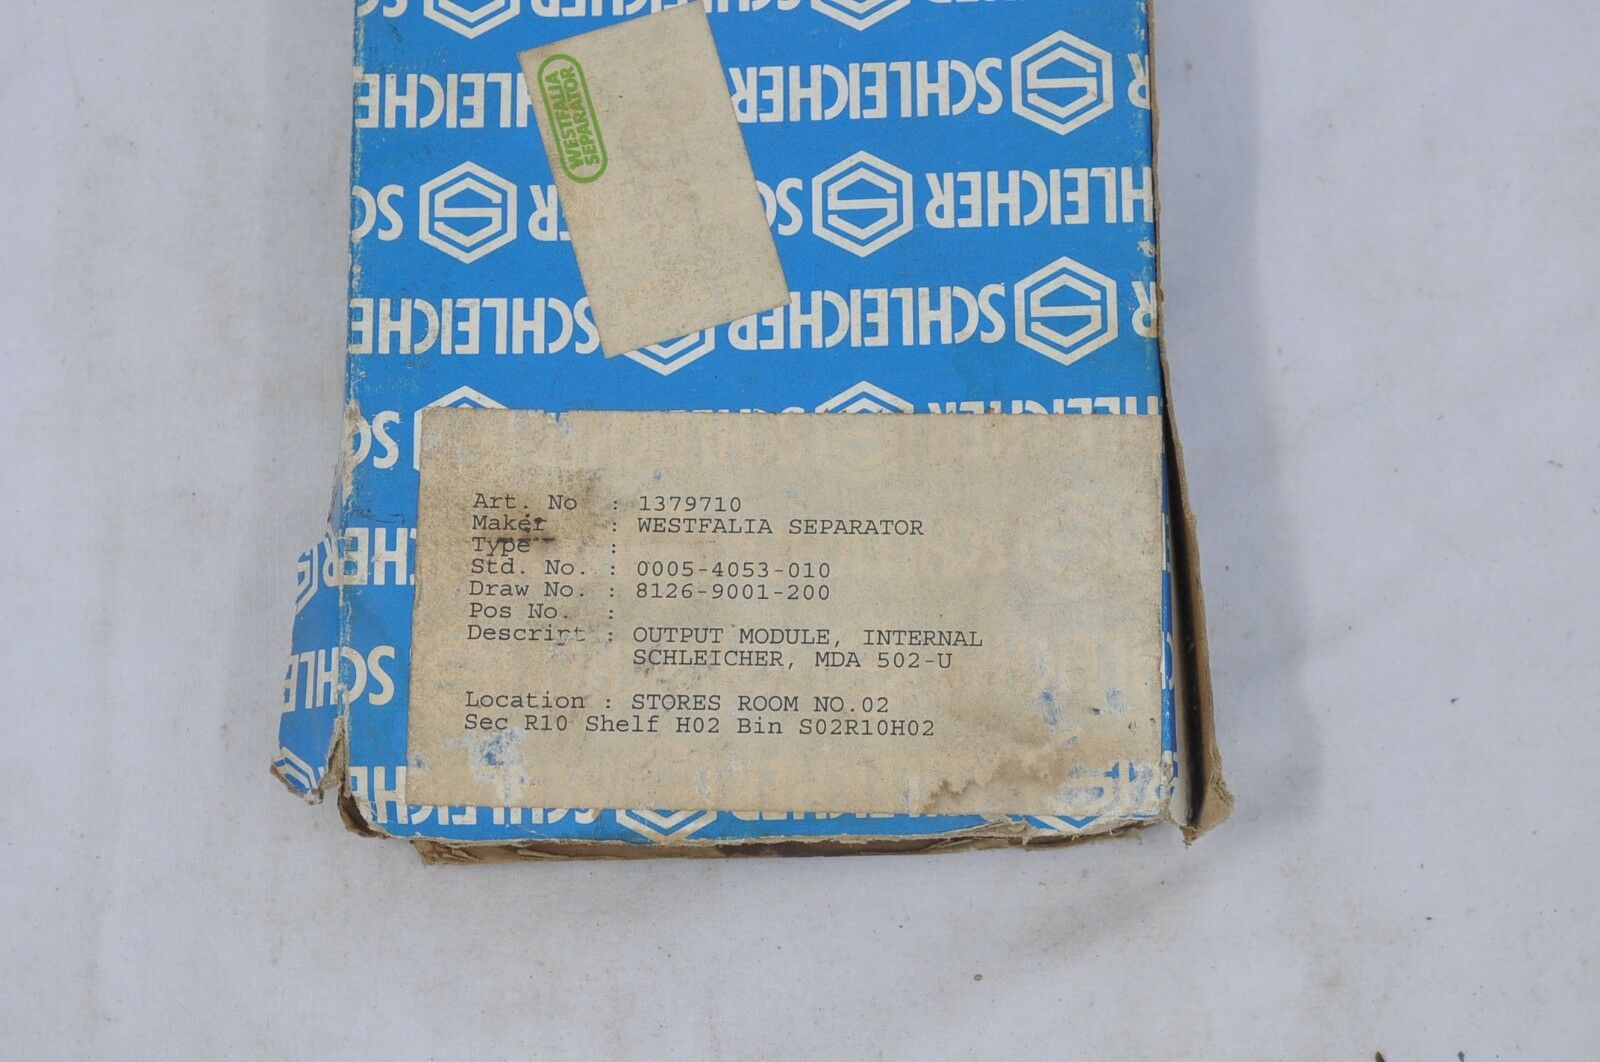 SCHLEICHER
WESTFALIA
SEPARATOR
SCHLEICHER
SCHLEICHER
SCHLEICHER
Art. No : 1379710
Maker : WESTFALIA SEPARATOR
Type :
Std. No. : 0005-4053-010
Draw No. : 8126-9001-200
Pos No. :
Descript : OUTPUT MODULE, INTERNAL
SCHLEICHER, MDA 502-U
Location : STORES ROOM NO.02
Sec R10 Shelf H02 Bin S02R10H02